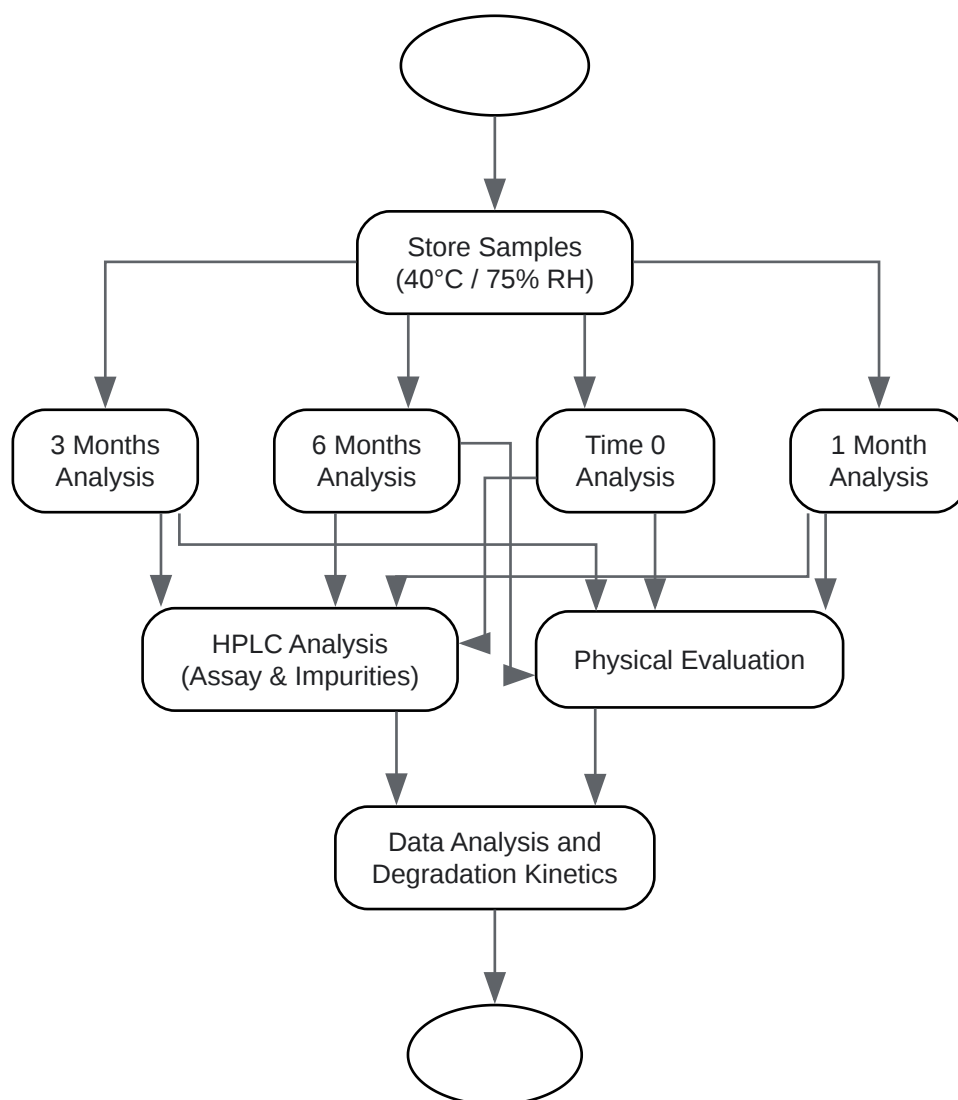 Store Samples
(40°C / 75% RH)
3 Months
Analysis
6 Months
Analysis
Time 0
Analysis
1 Month
Analysis
HPLC Analysis
(Assay & Impurities)
Physical Evaluation
Data Analysis and
Degradation Kinetics